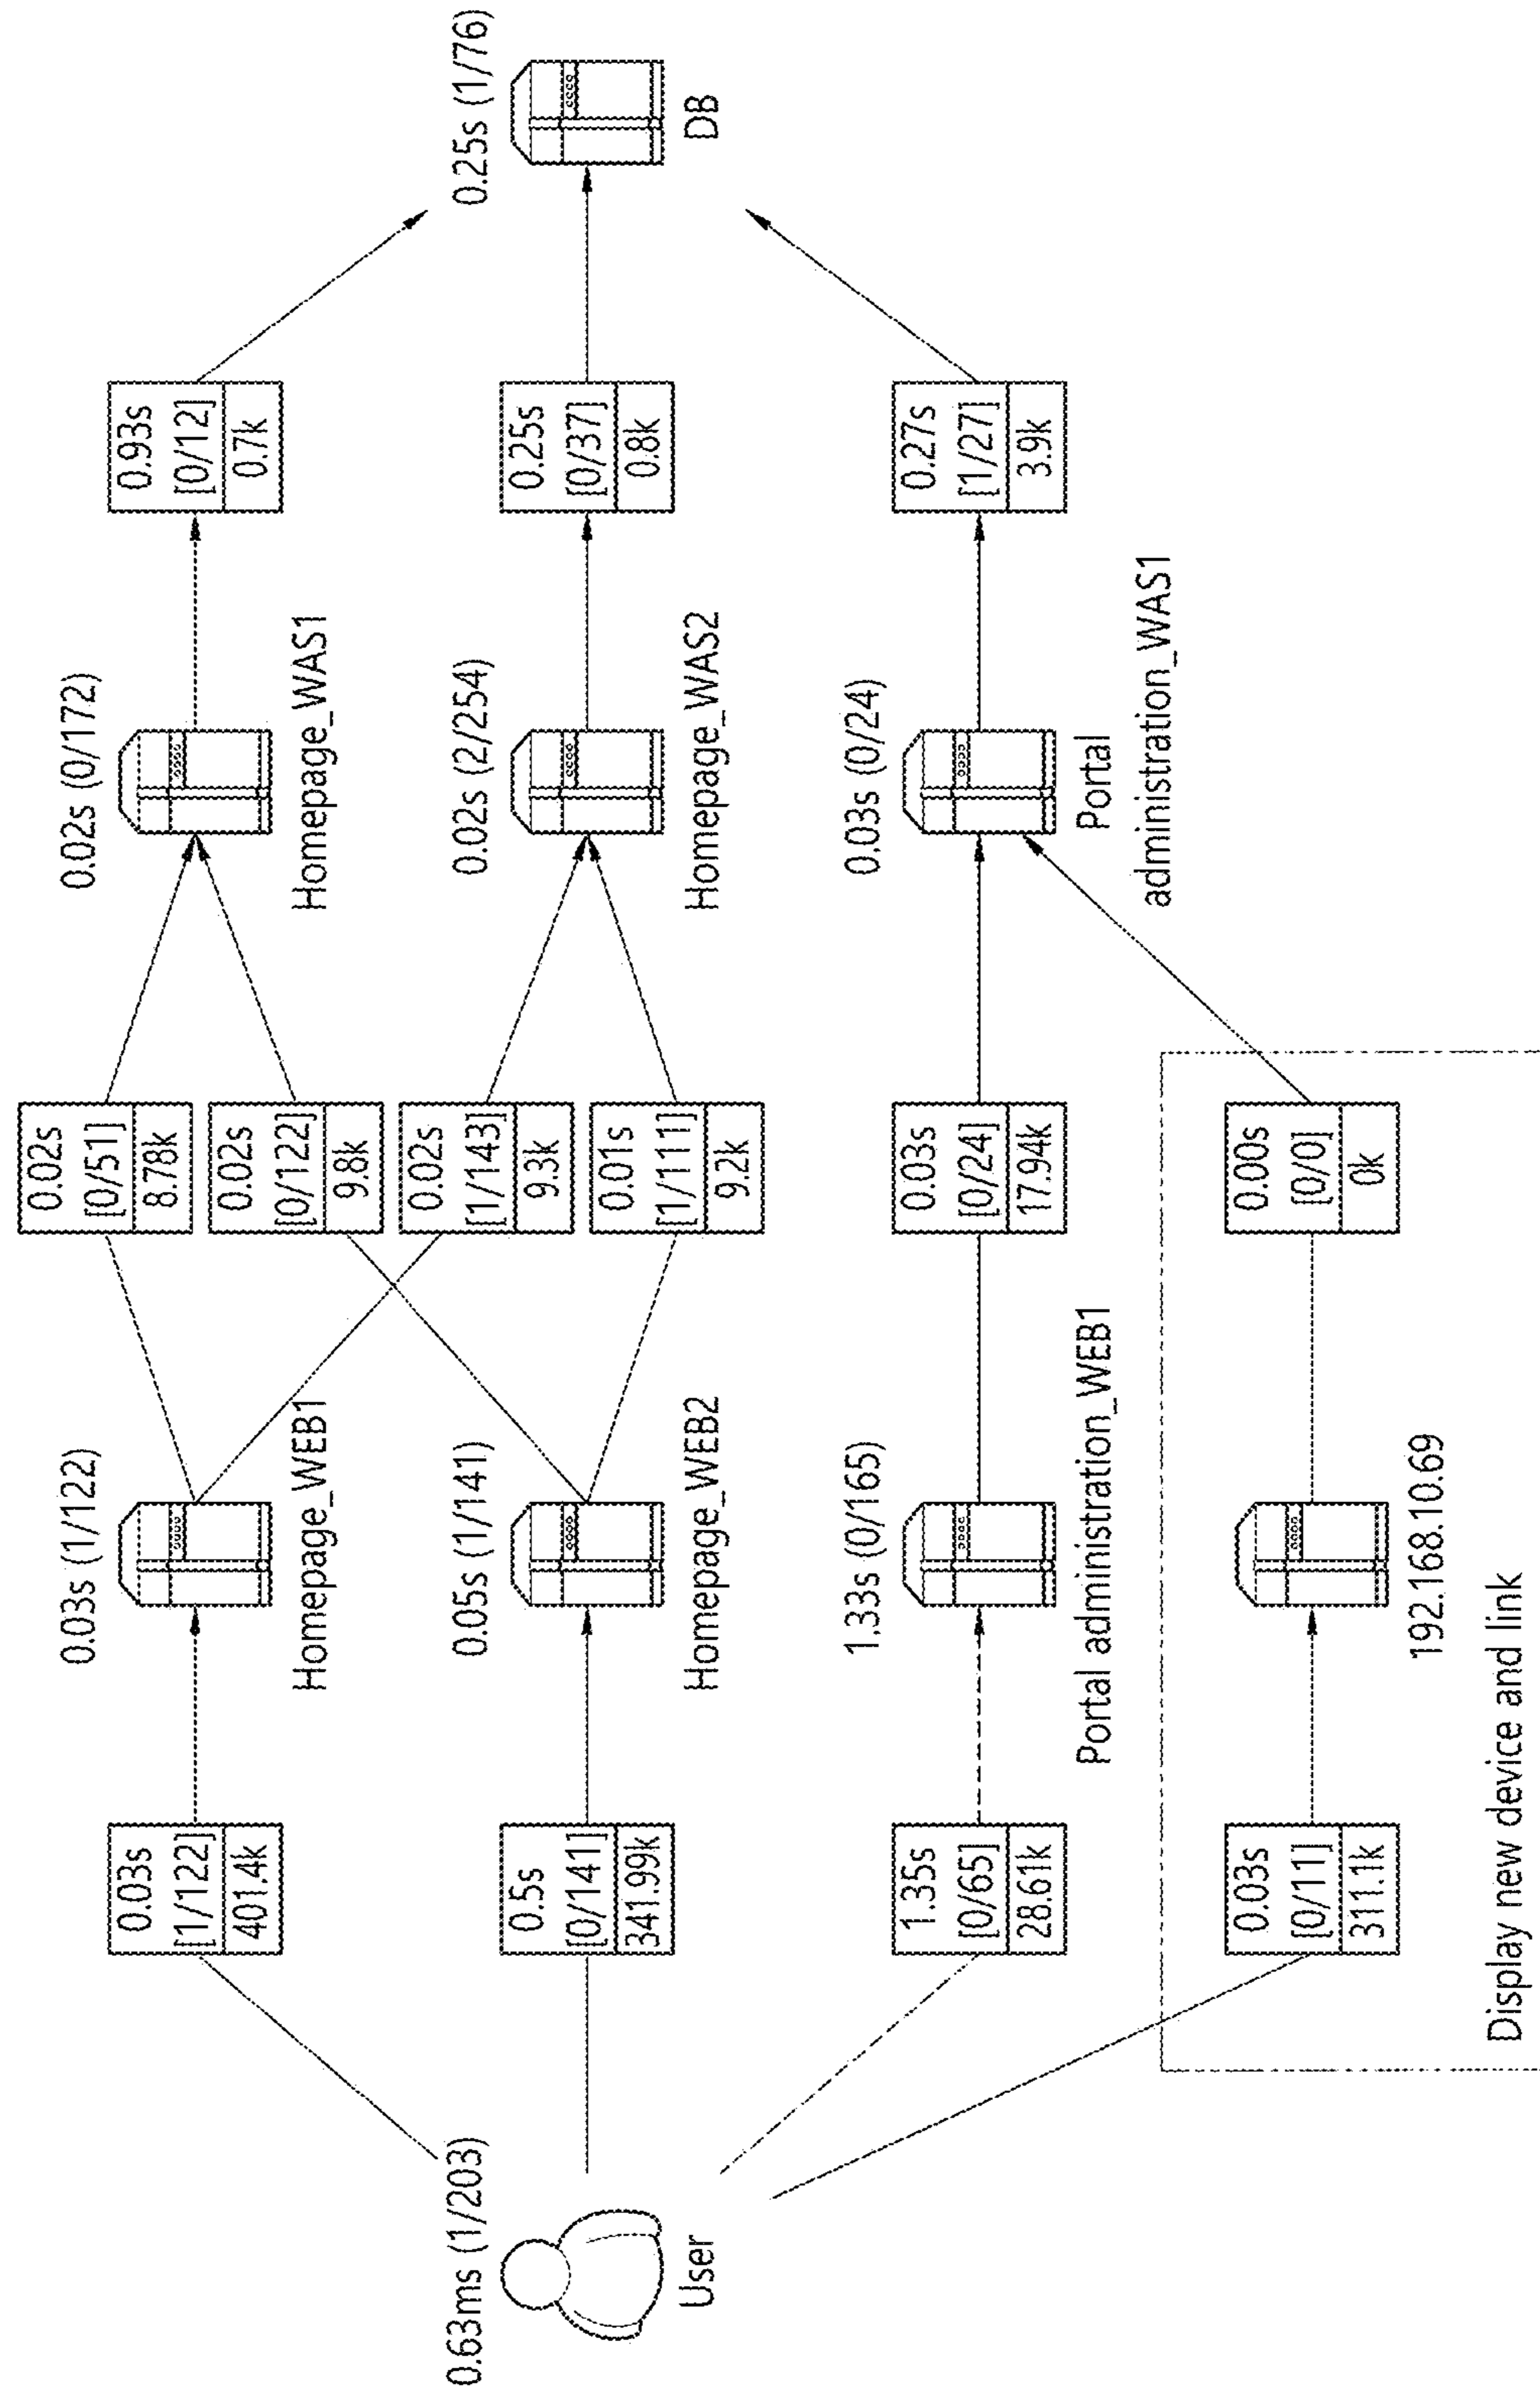 0.63ms (1/203)
User
0.03s
[1/122]
401.4k
0.5s
[0/141]
341.99k
1.35s
[0/65]
28.61k
0.03s
[0/11]
311.1k
0.03s (1/122)
Homepage_WEB1
0.05s (1/141)
Homepage_WEB2
1.33s (0/165)
Portal administration_WEB1
192.168.10.69
Display new device and link
0.02s
[0/51]
8.78k
0.02s
[0/122]
9.8k
0.02s
[1/143]
9.3k
0.01s
[1/111]
9.2k
0.03s
[0/24]
17.94k
0.00s
[0/0]
0k
0.02s (0/172)
Homepage_WAS1
0.02s (2/254)
Homepage_WAS2
0.03s (0/24)
Portal
administration_WAS1
0.93s
[0/12]
0.7k
0.25s
[0/37]
0.8k
0.27s
[1/27]
3.9k
0.25s (1/76)
DB